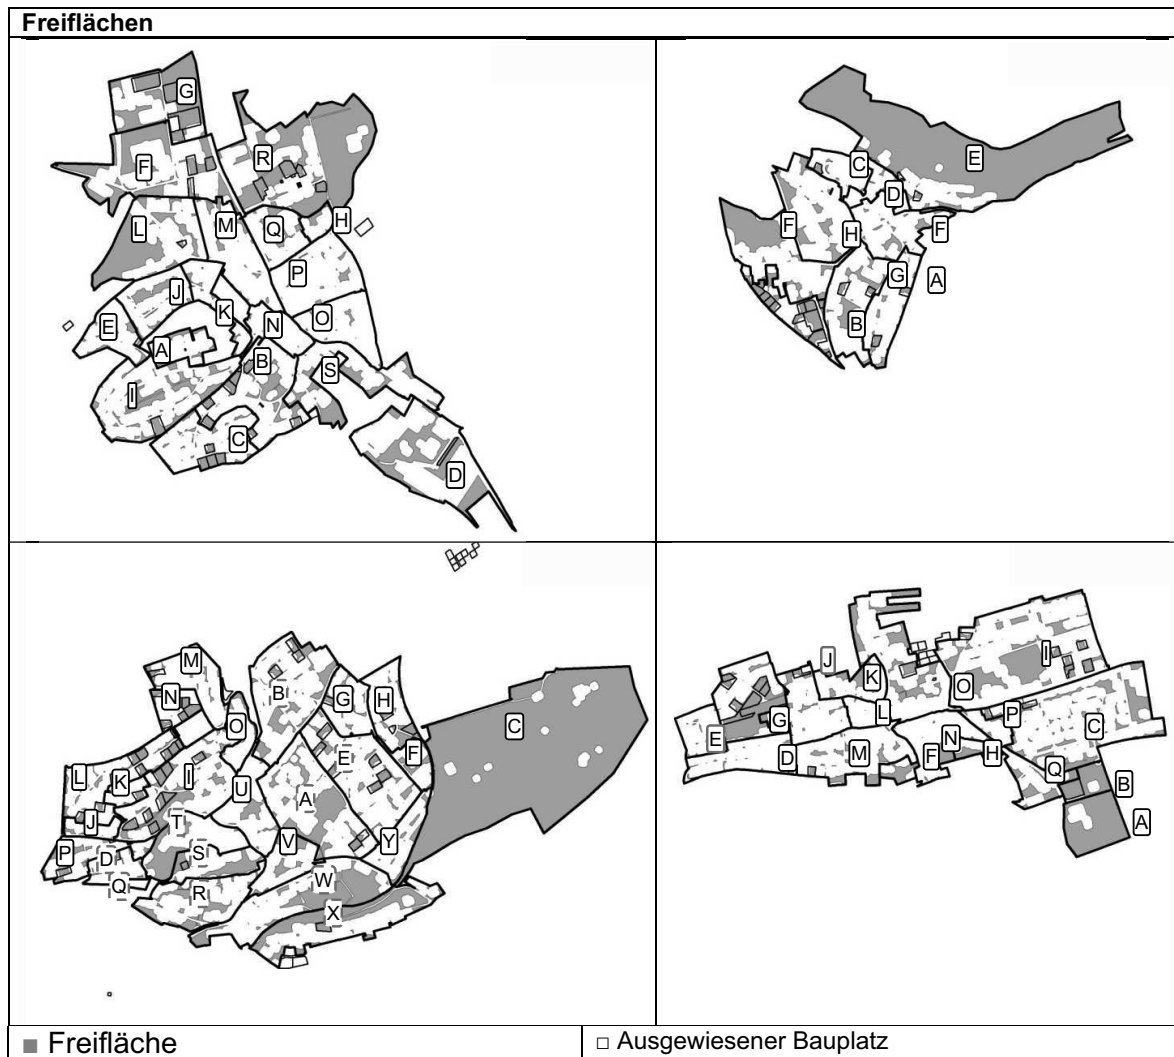 Freiflächen
G
F
R
L
M
Q
H
P
J
K
E
N
O
A
B
S
I
C
D
E
C
D
F
H
F
G
A
B
M
B
N
G
H
C
O
L
K
I
E
F
J
U
A
T
P
D
S
V
Y
Q
R
W
X
J
I
K
O
G
L
P
E
N
C
D
M
F
H
Q
B
A
■ Freifläche
□ Ausgewiesener Bauplatz